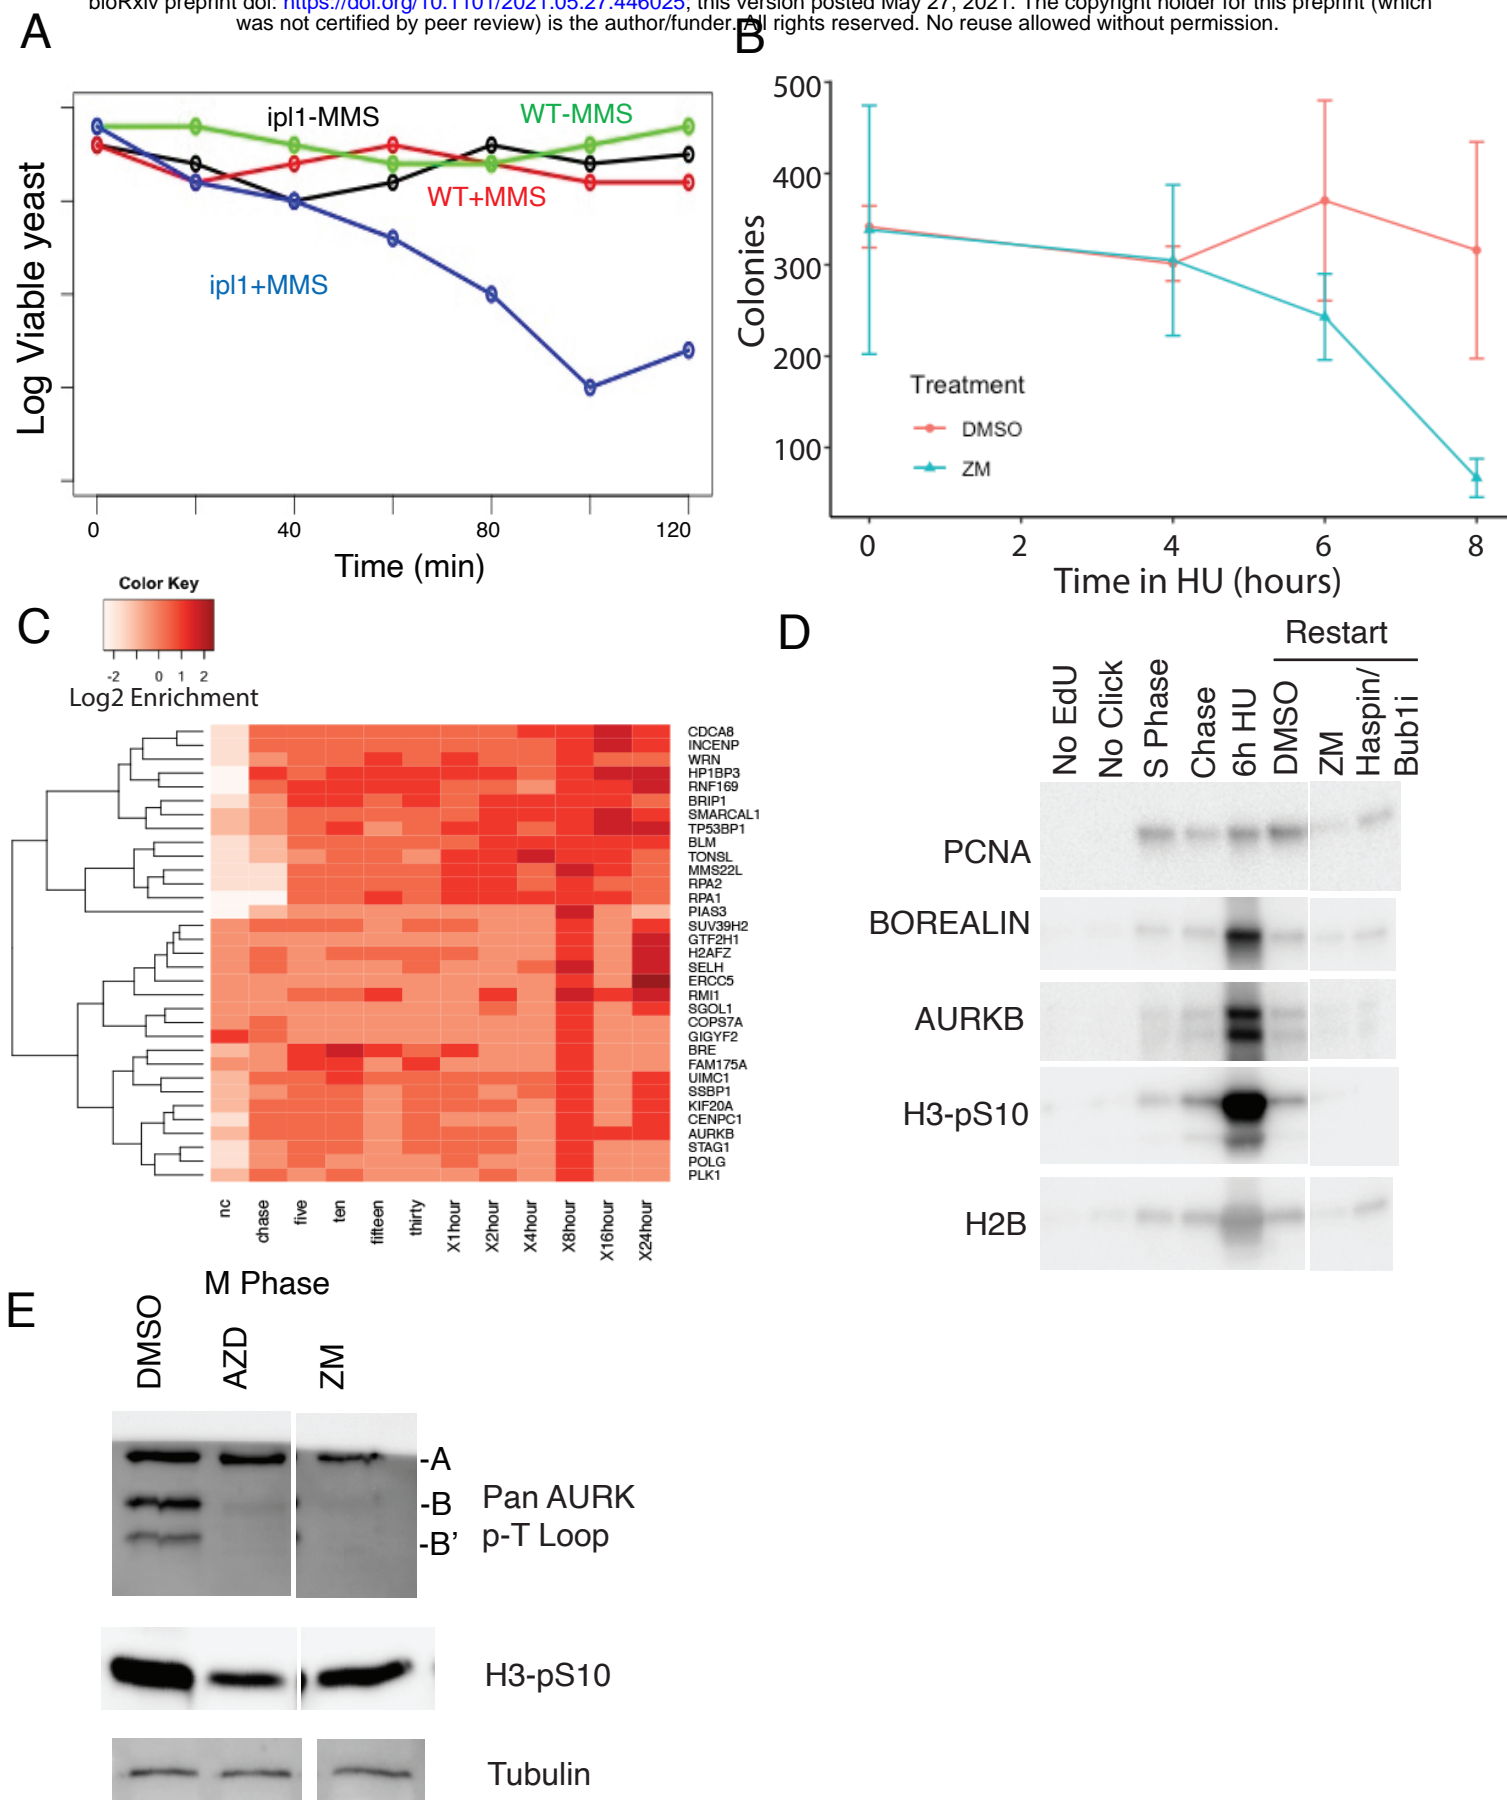 bioRxiv preprint doi: https://doi.org/10.1101/2021.05.27.446025; this version posted May 27, 2021. The copyright holder for this preprint (which
was not certified by peer review) is the author/funder. All rights reserved. No reuse allowed without permission.
A
ipl1-MMS
WT-MMS
WT+MMS
ipl1+MMS
Log Viable yeast
0 40 80 120
Time (min)
B
500
400
300
200
100
Colonies
Treatment
DMSO
ZM
0 2 4 6 8
Time in HU (hours)
C
Color Key
-2 0 1 2
Log2 Enrichment
CDCA8
INCENP
WRN
HP1BP3
RNF169
BRIP1
SMARCAL1
TP53BP1
BLM
TONSL
MMS22L
RPA2
RPA1
PIAS3
SUV39H2
GTF2H1
H2AFZ
SELH
ERCC5
RMI1
SGOL1
COPS7A
GIGYF2
BRE
FAM175A
UIMC1
SSBP1
KIF20A
CENPC1
AURKB
STAG1
POLG
PLK1
nc
chase
five
ten
fifteen
thirty
X1hour
X2hour
X4hour
X8hour
X16hour
X24hour
D
Restart
No EdU
No Click
S Phase
Chase
6h HU
DMSO
ZM
Haspin/
Bub1i
PCNA
BOREALIN
AURKB
H3-pS10
H2B
E
M Phase
DMSO
AZD
ZM
-A
-B
-B’
Pan AURK
p-T Loop
H3-pS10
Tubulin